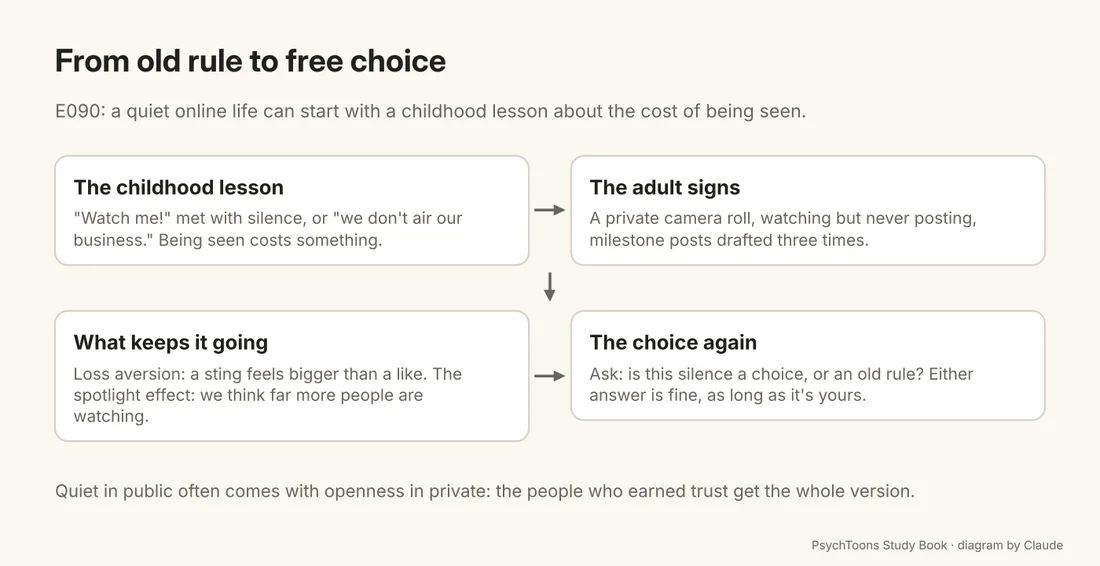 From old rule to free choice
E090: a quiet online life can start with a childhood lesson about the cost of being seen.
The childhood lesson
"Watch me!" met with silence, or "we don't air our
business." Being seen costs something.
The adult signs
A private camera roll, watching but never posting,
milestone posts drafted three times.
What keeps it going
Loss aversion: a sting feels bigger than a like. The
spotlight effect: we think far more people are
watching.
The choice again
Ask: is this silence a choice, or an old rule? Either
answer is fine, as long as it's yours.
Quiet in public often comes with openness in private: the people who earned trust get the whole version.
PsychToons Study Book · diagram by Claude